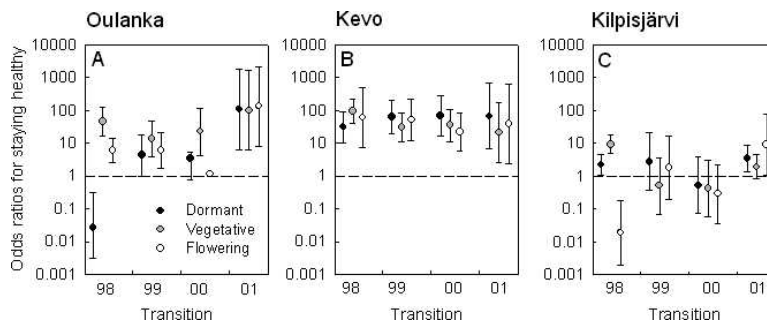 Oulanka
Kevo
Kilpisjärvi
Odds ratios for staying healthy
10000
1000
100
10
1
0.1
0.01
0.001
A
Dormant
Vegetative
Flowering
98 99 00 01
Transition
10000
1000
100
10
1
0.1
0.01
0.001
B
98 99 00 01
Transition
10000
1000
100
10
1
0.1
0.01
0.001
C
98 99 00 01
Transition